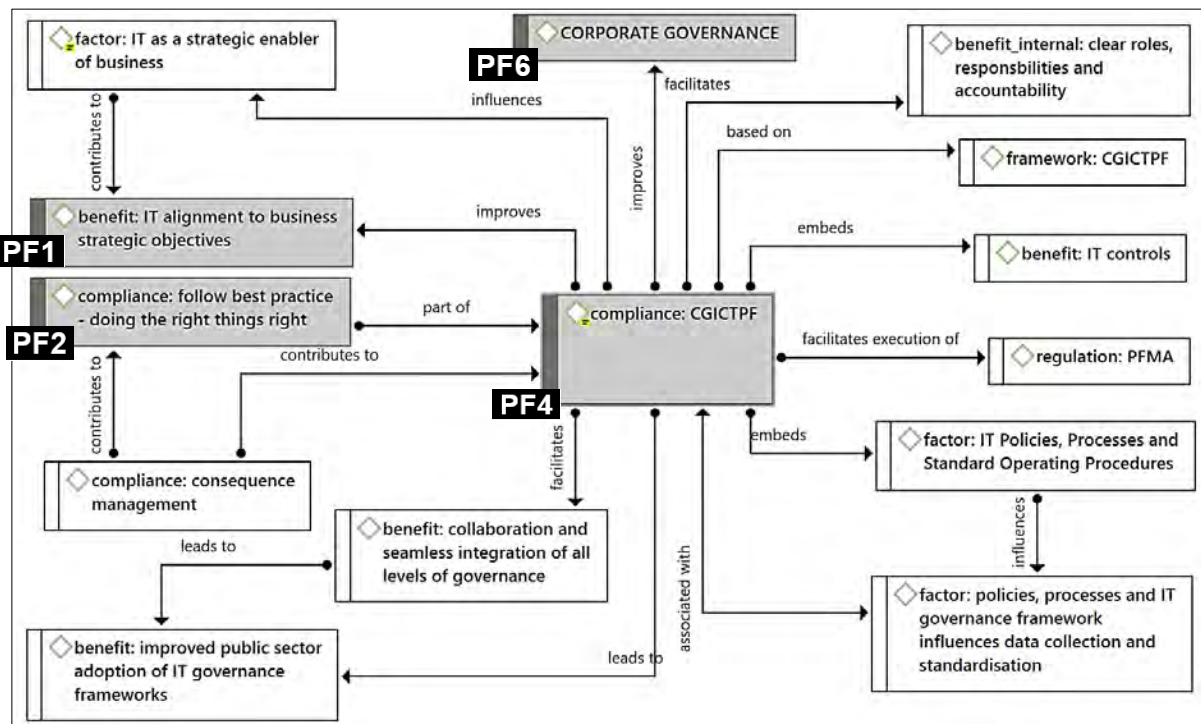 factor: IT as a strategic enabler
of business
CORPORATE GOVERNANCE
PF6
benefit_internal: clear roles,
responsbilities and
accountability
influences
facilitates
contributes to
based on
framework: CGICTPF
improves
benefit: IT alignment to business
strategic objectives
PF1
improves
embeds
benefit: IT controls
compliance: follow best practice
- doing the right things right
PF2
part of
compliance: CGICTPF
PF4
facilitates execution of
regulation: PFMA
contributes to
contributes to
facilitates
embeds
factor: IT Policies, Processes and
Standard Operating Procedures
compliance: consequence
management
benefit: collaboration and
seamless integration of all
levels of governance
leads to
associated with
influences
factor: policies, processes and IT
governance framework
influences data collection and
standardisation
benefit: improved public sector
adoption of IT governance
frameworks
leads to